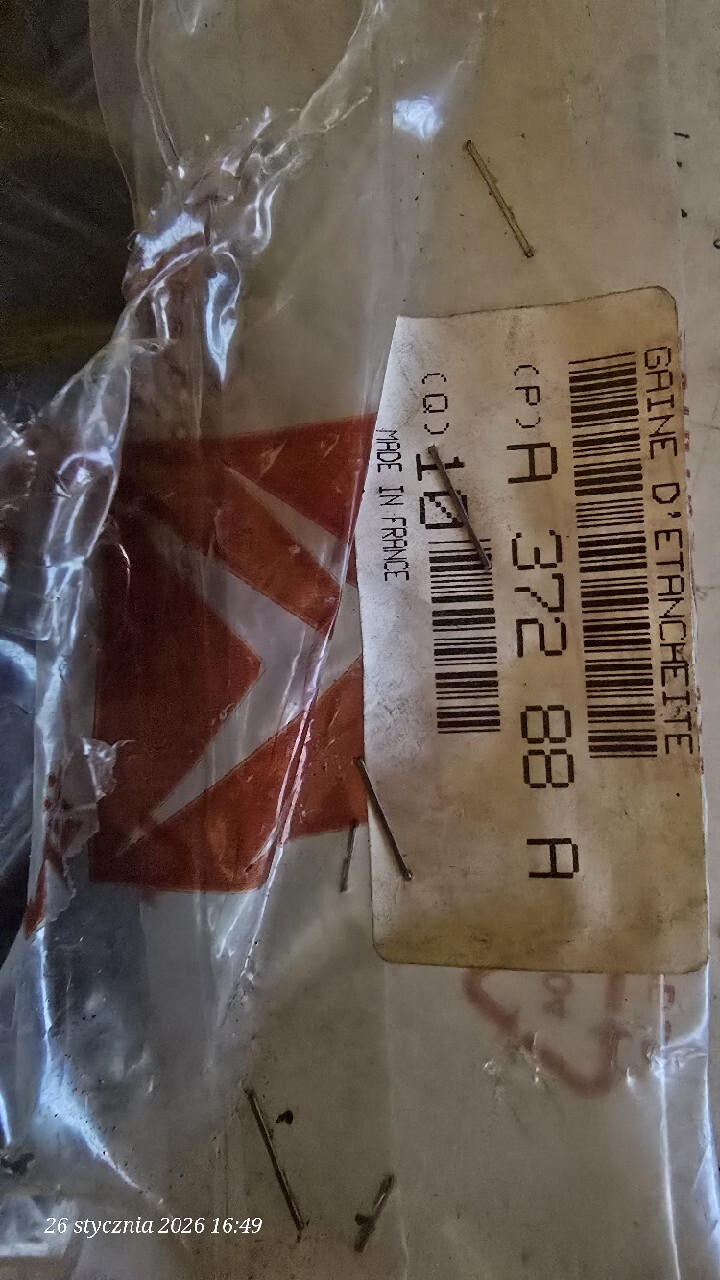 GAINE D'ETANCHEITE
(P) A 372 88 A
(Q) 10
MADE IN FRANCE
26 stycznia 2026 16:49